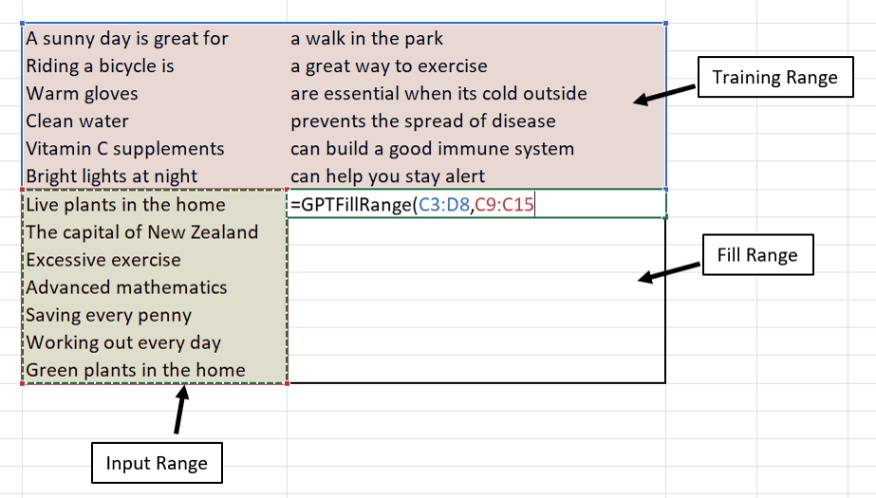 A sunny day is great for a walk in the park
Riding a bicycle is a great way to exercise
Warm gloves are essential when its cold outside
Training Range
Clean water prevents the spread of disease
Vitamin C supplements can build a good immune system
Bright lights at night can help you stay alert
Live plants in the home =GPTFillRange(C3:D8,C9:C15
The capital of New Zealand
Excessive exercise
Fill Range
Advanced mathematics
Saving every penny
Working out every day
Green plants in the home
Input Range